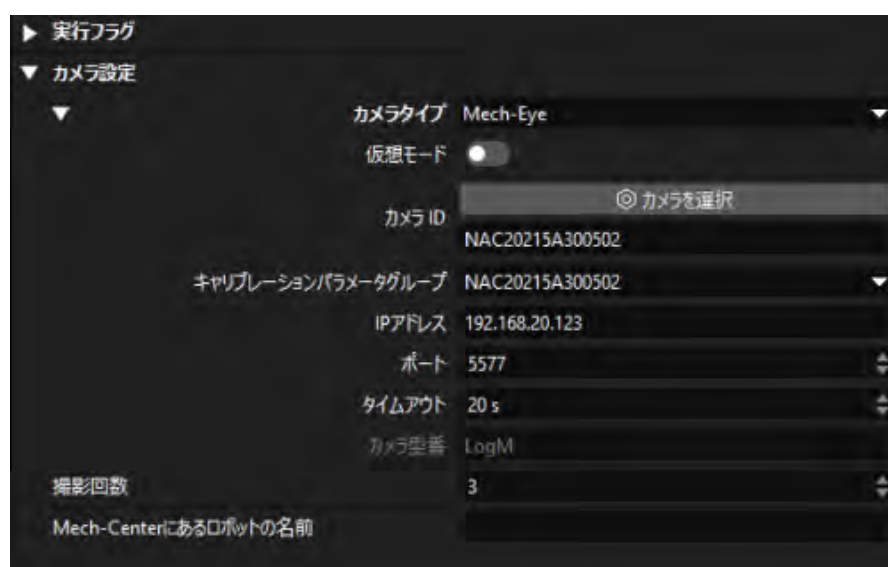 実行フラグ
カメラ設定
カメラタイプ Mech-Eye
仮想モード
カメラを選択
カメラ ID
NAC20215A300502
キャリブレーションパラメータグループ NAC20215A300502
IPアドレス 192.168.20.123
ポート 5577
タイムアウト 20 s
カメラ型番 LogM
撮影回数 3
Mech-Centerにあるロボットの名前